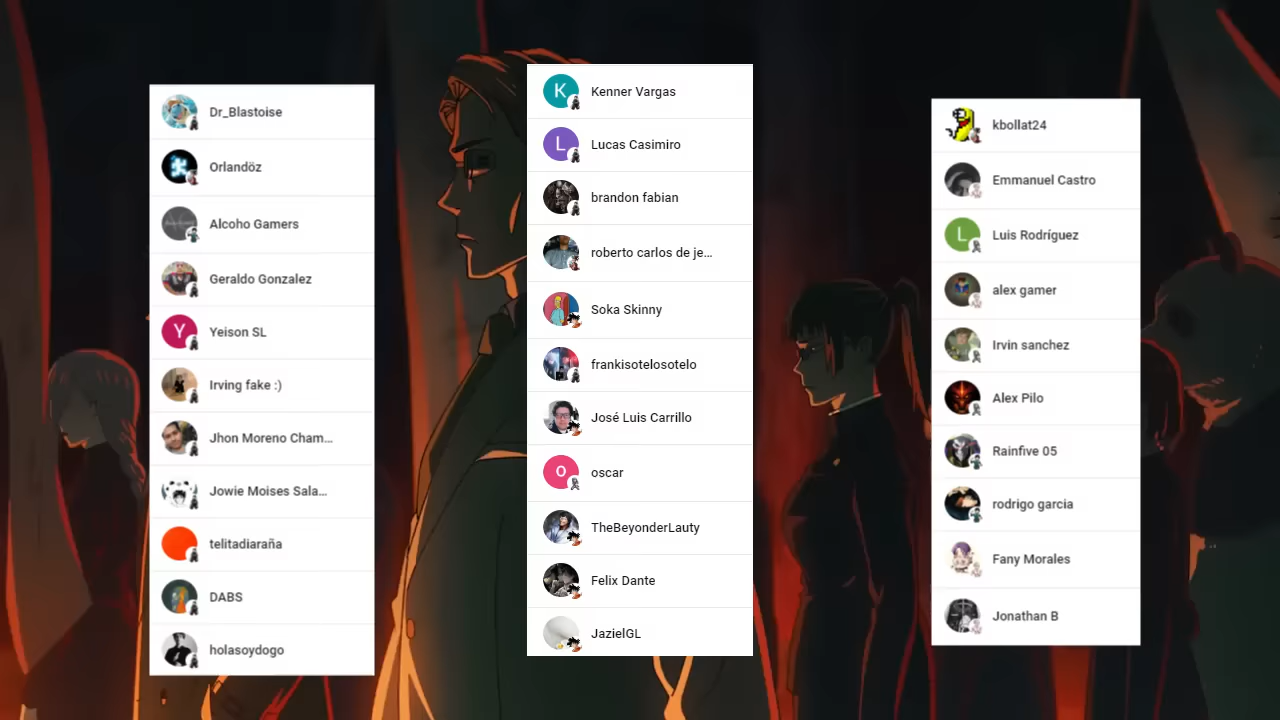 Dr_Blastoise
Orlandöz
Alcoho Gamers
Geraldo Gonzalez
Y
Yeison SL
Irving fake :)
Jhon Moreno Cham...
Jowie Moises Sala...
telitadiaraña
DABS
holasoydogo
K
Kenner Vargas
L
Lucas Casimiro
brandon fabian
roberto carlos de je...
Soka Skinny
frankisotelosotelo
José Luis Carrillo
o
oscar
TheBeyonderLauty
Felix Dante
JazielGL
kbollat24
Emmanuel Castro
L
Luis Rodríguez
alex gamer
Irvin sanchez
Alex Pilo
Rainfive 05
rodrigo garcia
Fany Morales
Jonathan B